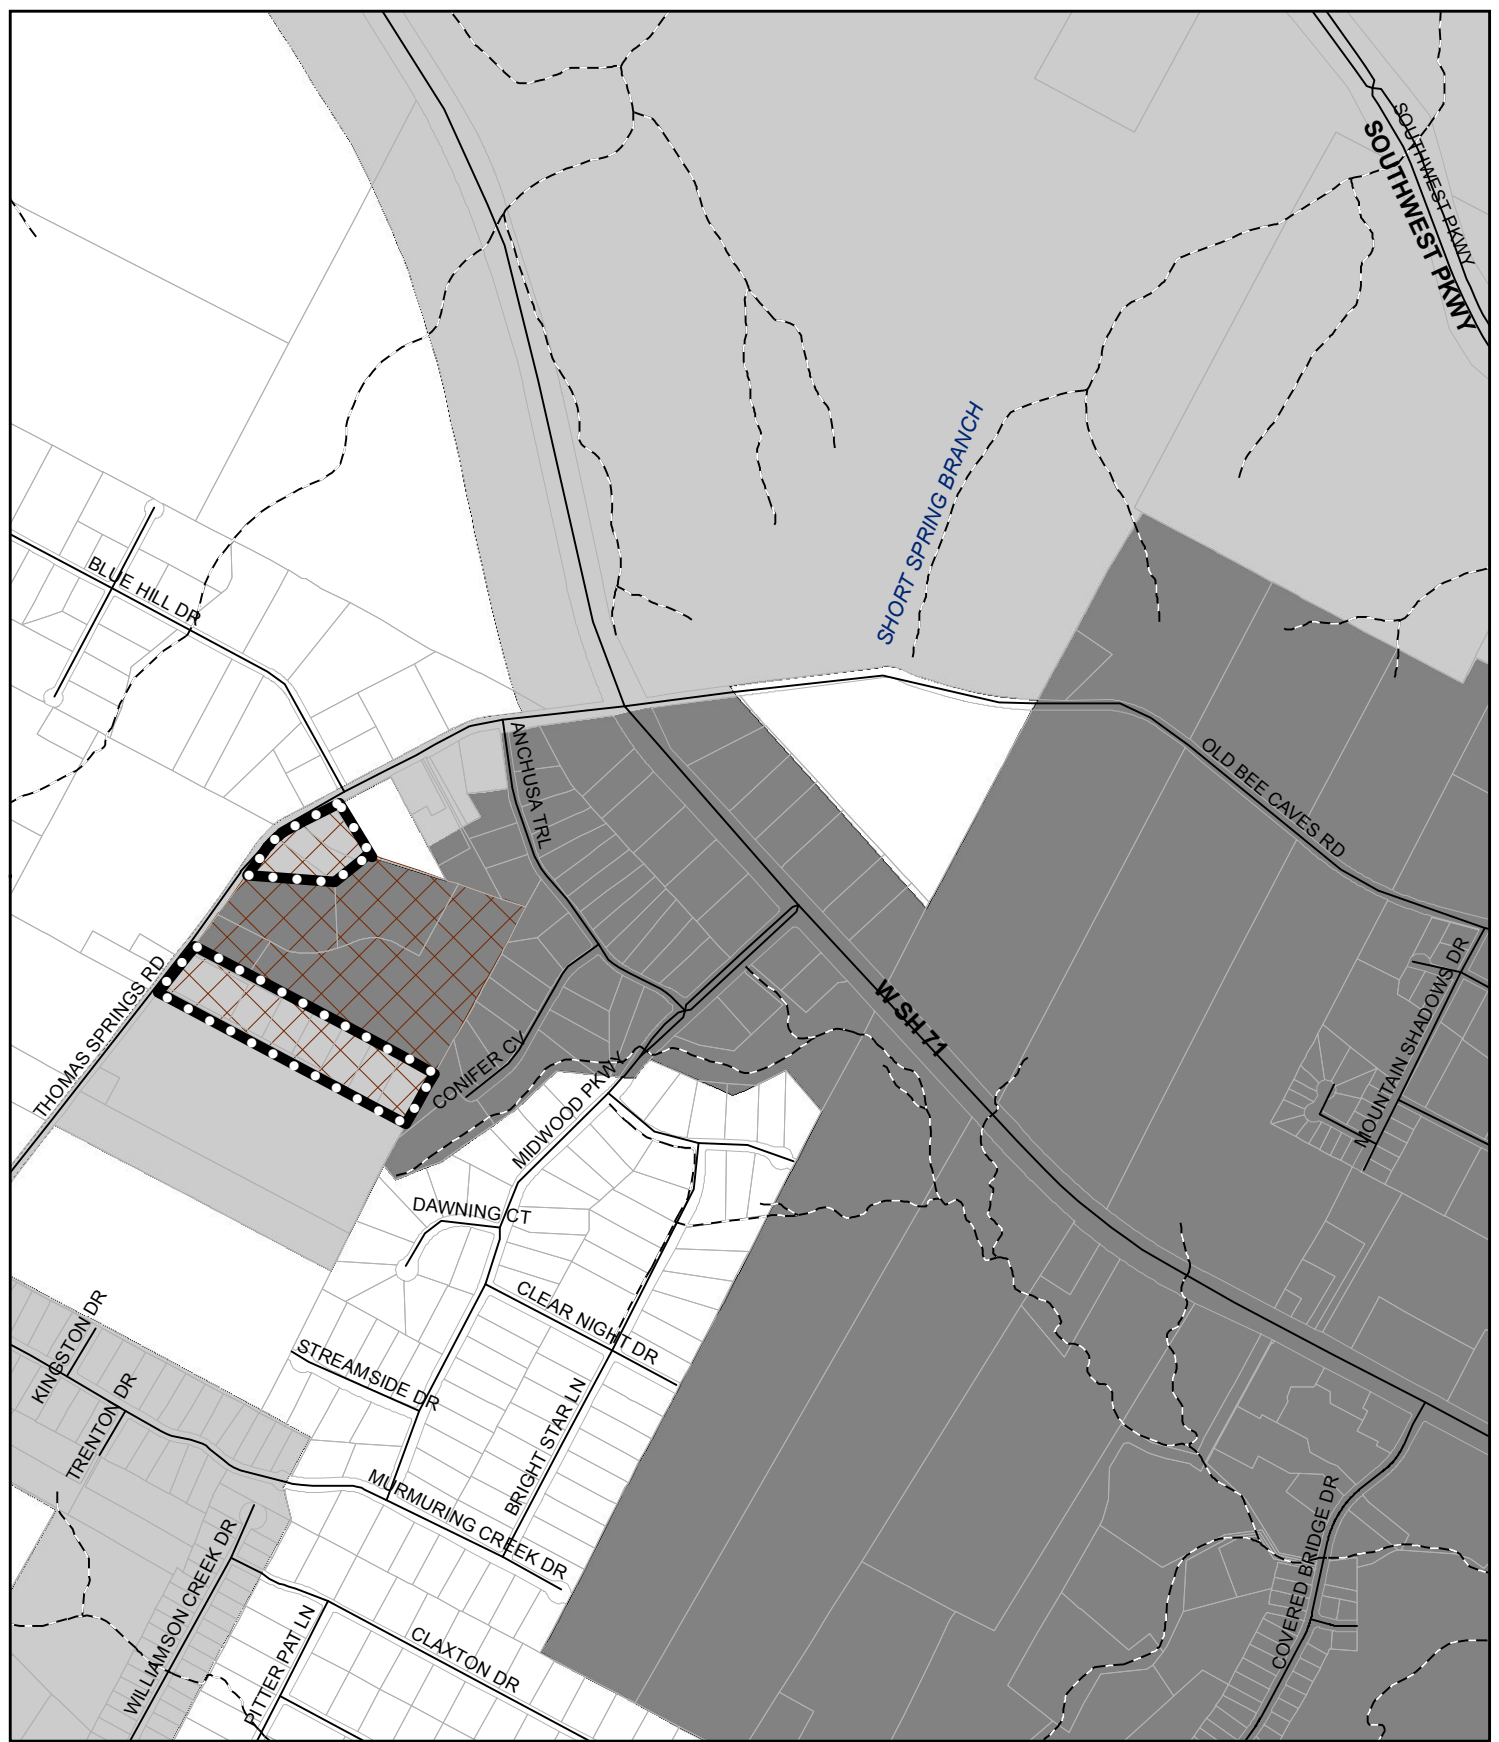 SOUTHWEST PKWY
SOUTHWEST PKWY
SHORT SPRING BRANCH
BLUE HILL DR
ANCHUSA TRL
OLD BEE CAVES RD
THOMAS SPRINGS RD
W SH 71
MOUNTAIN SHADOWS DR
CONIFER CV
MIDWOOD PKWY
DAWNING CT
CLEAR NIGHT DR
KINGSTON DR
STREAMSIDE DR
TRENTON DR
BRIGHT STAR LN
MURMURING CREEK DR
COVERED BRIDGE DR
WILLIAMSON CREEK DR
PITTER PAT LN
CLAXTON DR